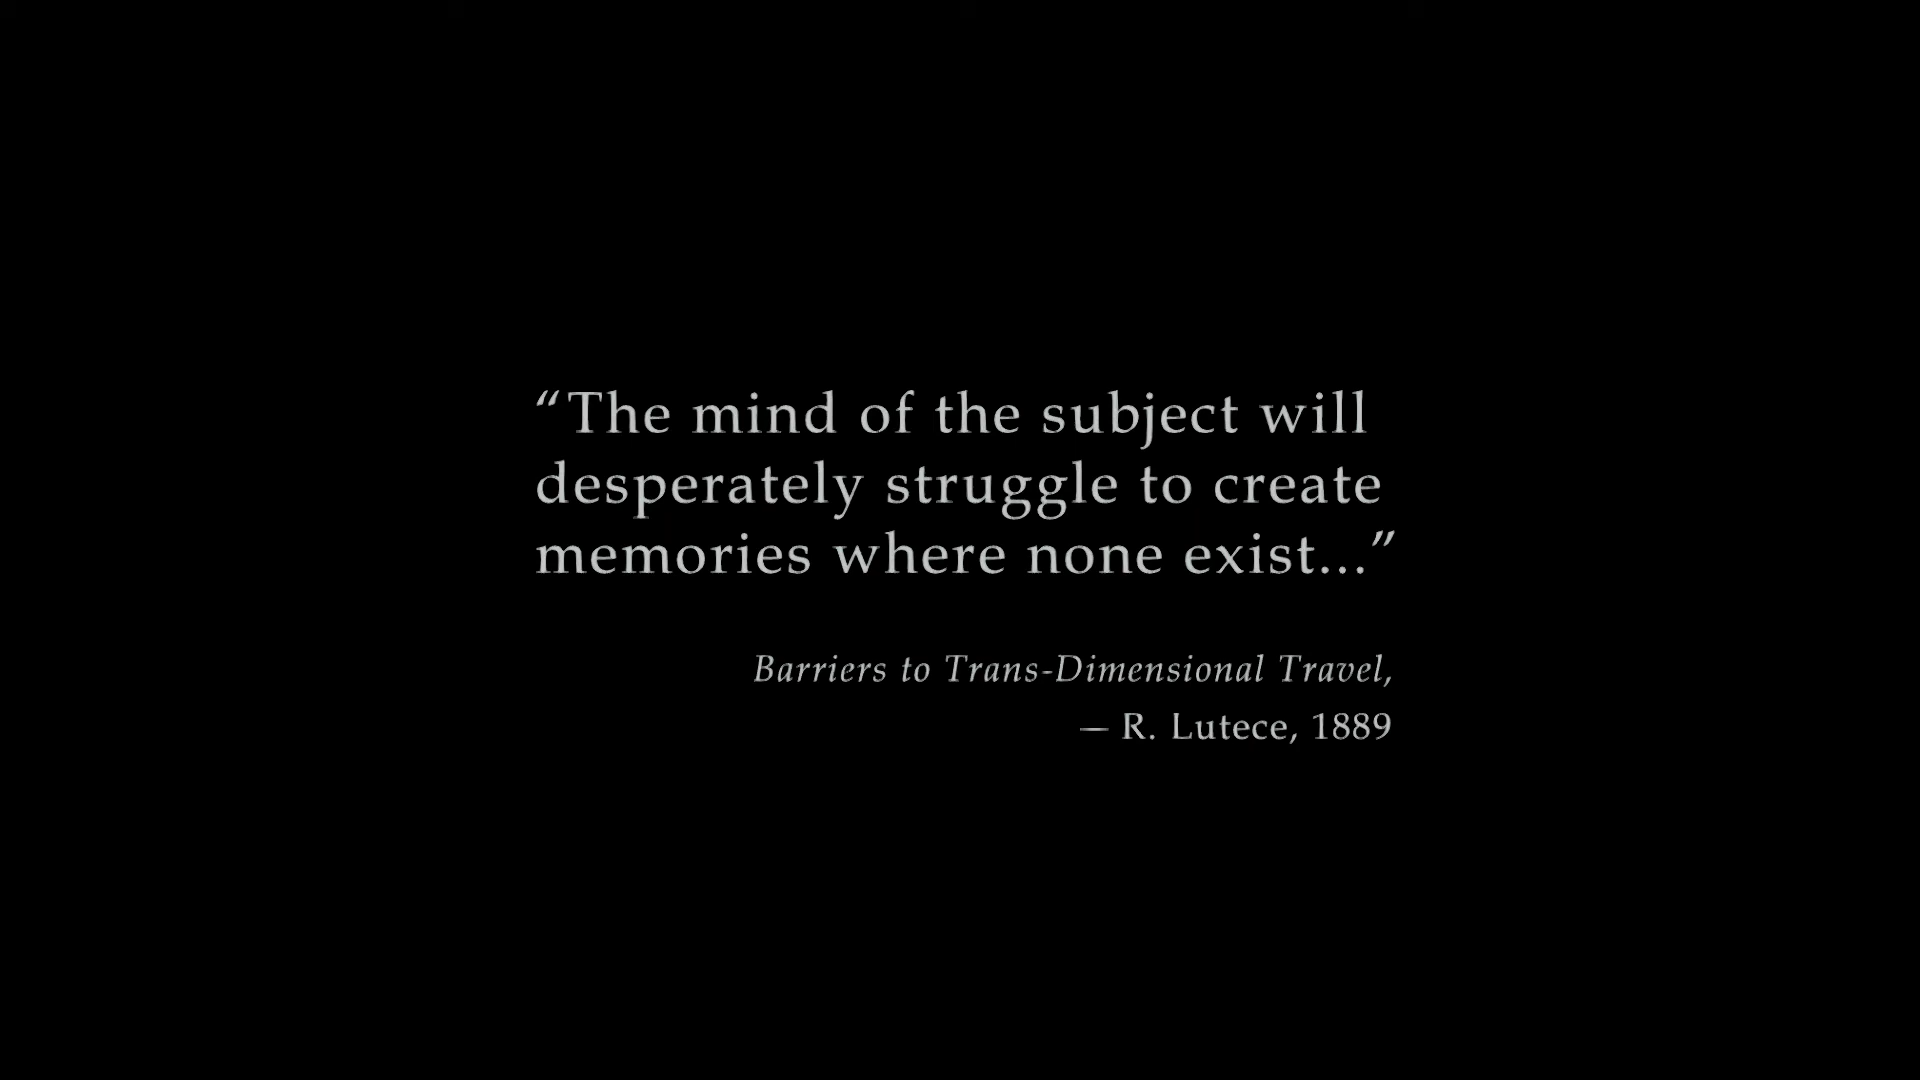 “The mind of the subject will
desperately struggle to create
memories where none exist...”
Barriers to Trans-Dimensional Travel,
— R. Lutece, 1889